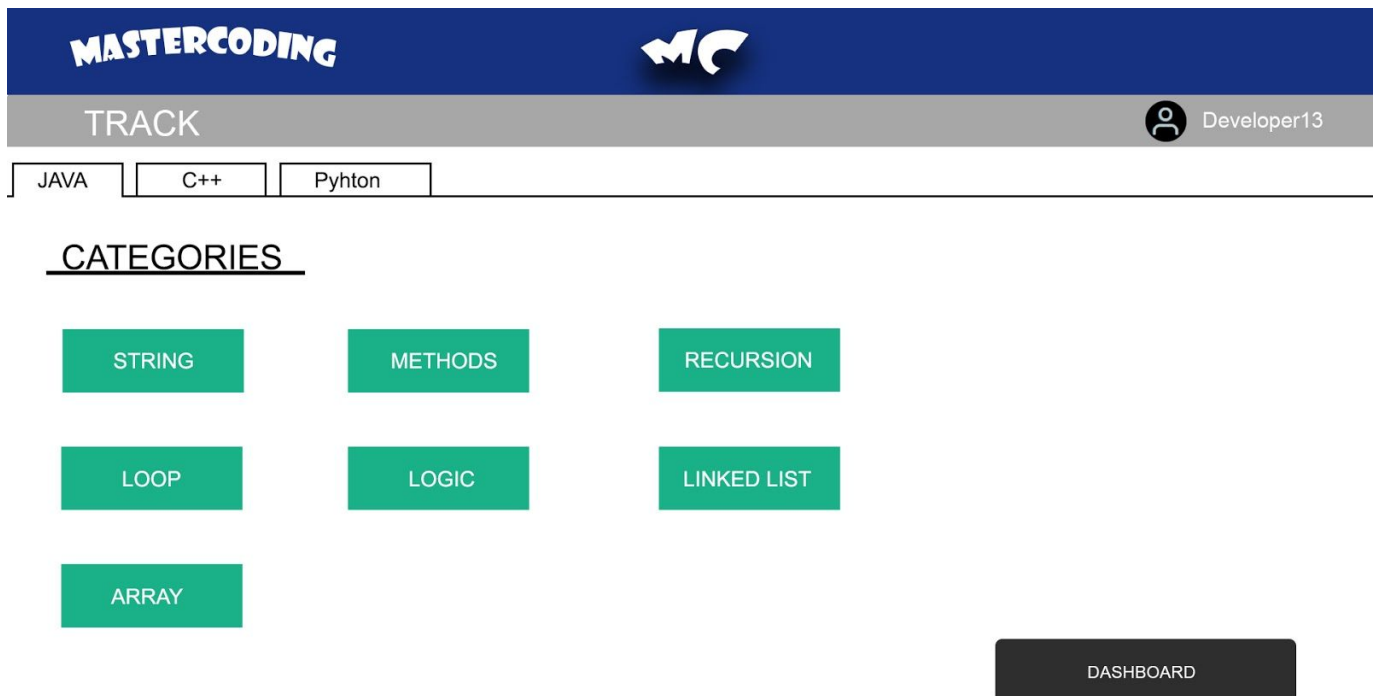 MASTERCODING
MC
TRACK
Developer13
JAVA
C++
Pyhton
CATEGORIES
STRING
METHODS
RECURSION
LOOP
LOGIC
LINKED LIST
ARRAY
DASHBOARD